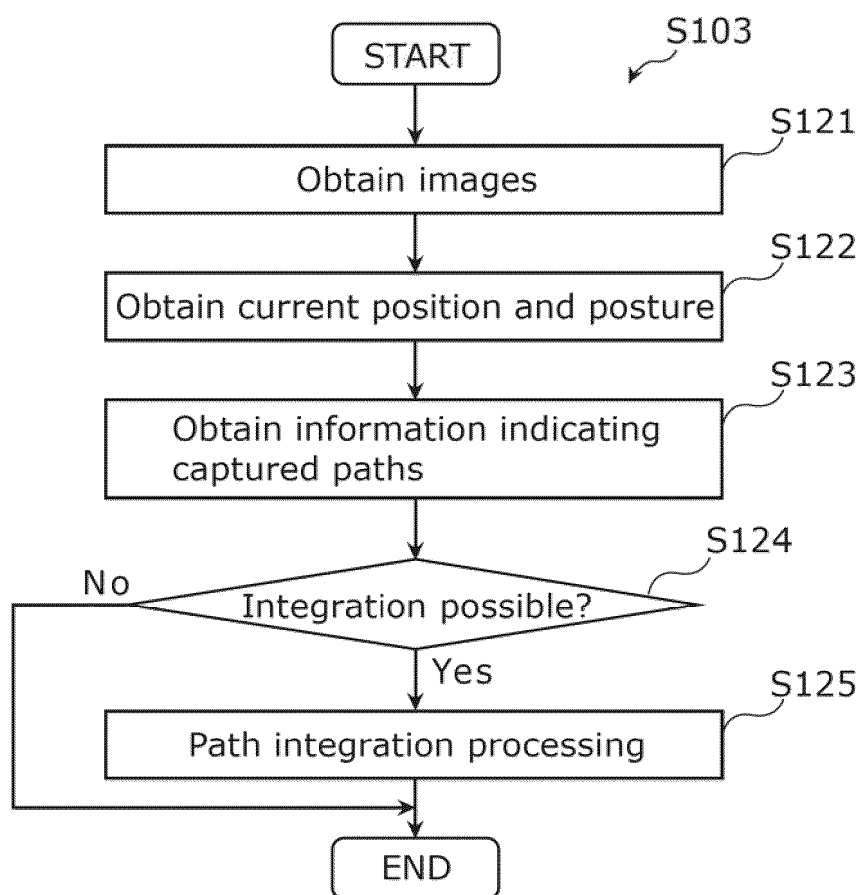 START
S103
S121
Obtain images
S122
Obtain current position and posture
S123
Obtain information indicating
captured paths
S124
No
Integration possible?
Yes
S125
Path integration processing
END